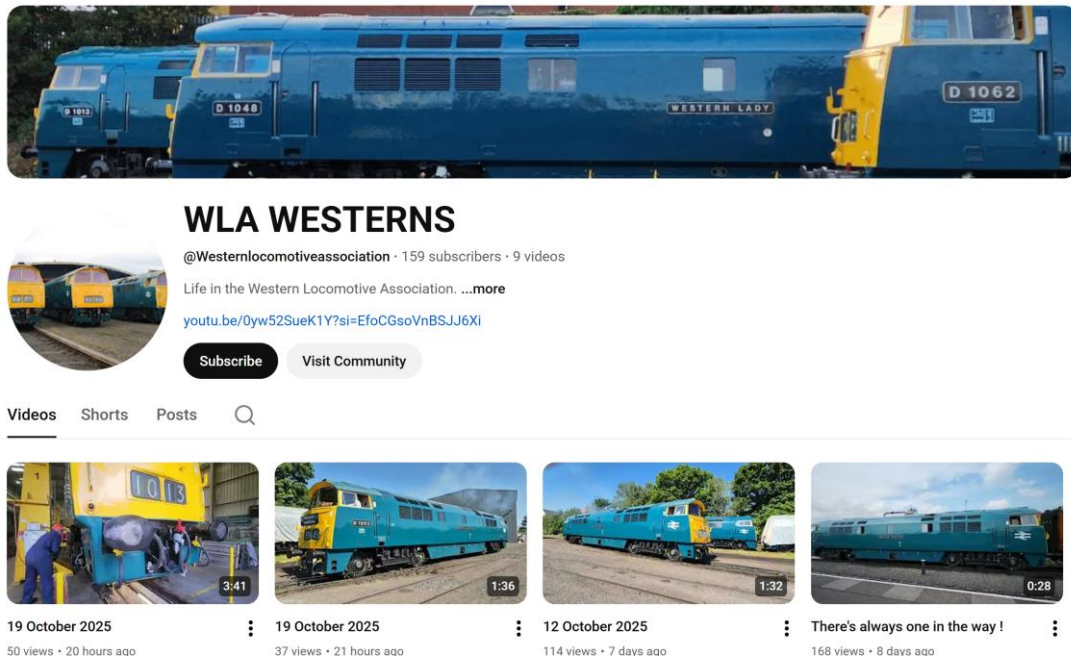 D 1013
D 1048
WESTERN LADY
D 1062
WLA WESTERNS
@Westernlocomotiveassociation · 159 subscribers · 9 videos
Life in the Western Locomotive Association. ...more
youtu.be/0yw52SueK1Y?si=EfoCGsoVnBSJJ6Xi
Subscribe Visit Community
Videos Shorts Posts
1013
3:41 1:36 1:32 0:28
19 October 2025 19 October 2025 12 October 2025 There's always one in the way !
50 views • 20 hours ago 37 views • 21 hours ago 114 views • 7 days ago 168 views • 8 days ago